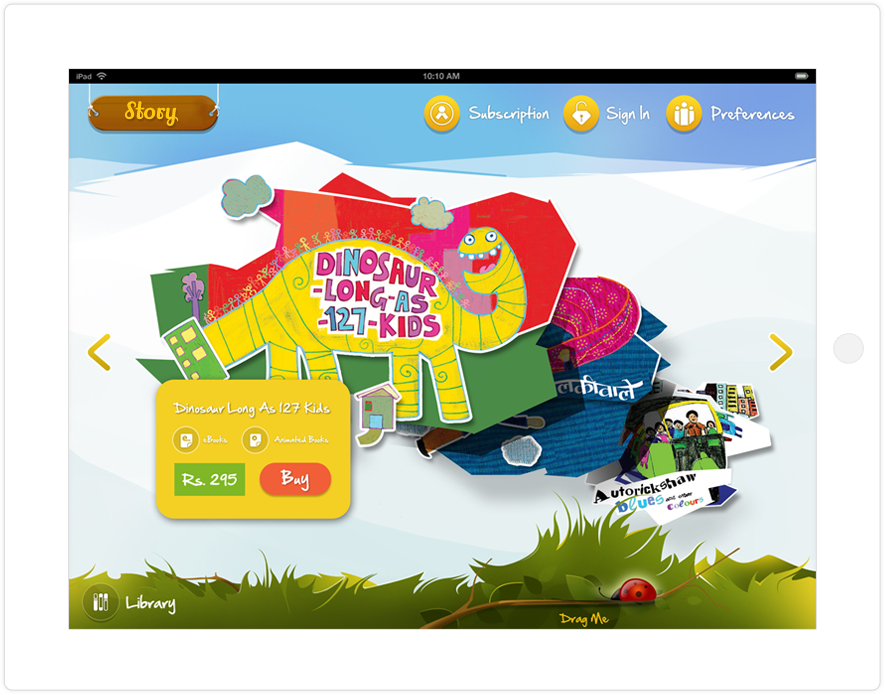 iPad
10:10 AM
Story
Subscription
Sign In
Preferences
DINOSAUR
-LONG-AS
-127-KIDS
लकीवाले
Dinosaur Long As 127 Kids
eBooks
Animated Books
Rs. 295
Buy
Autorickshaw
blues and other
colours
Library
Drag Me